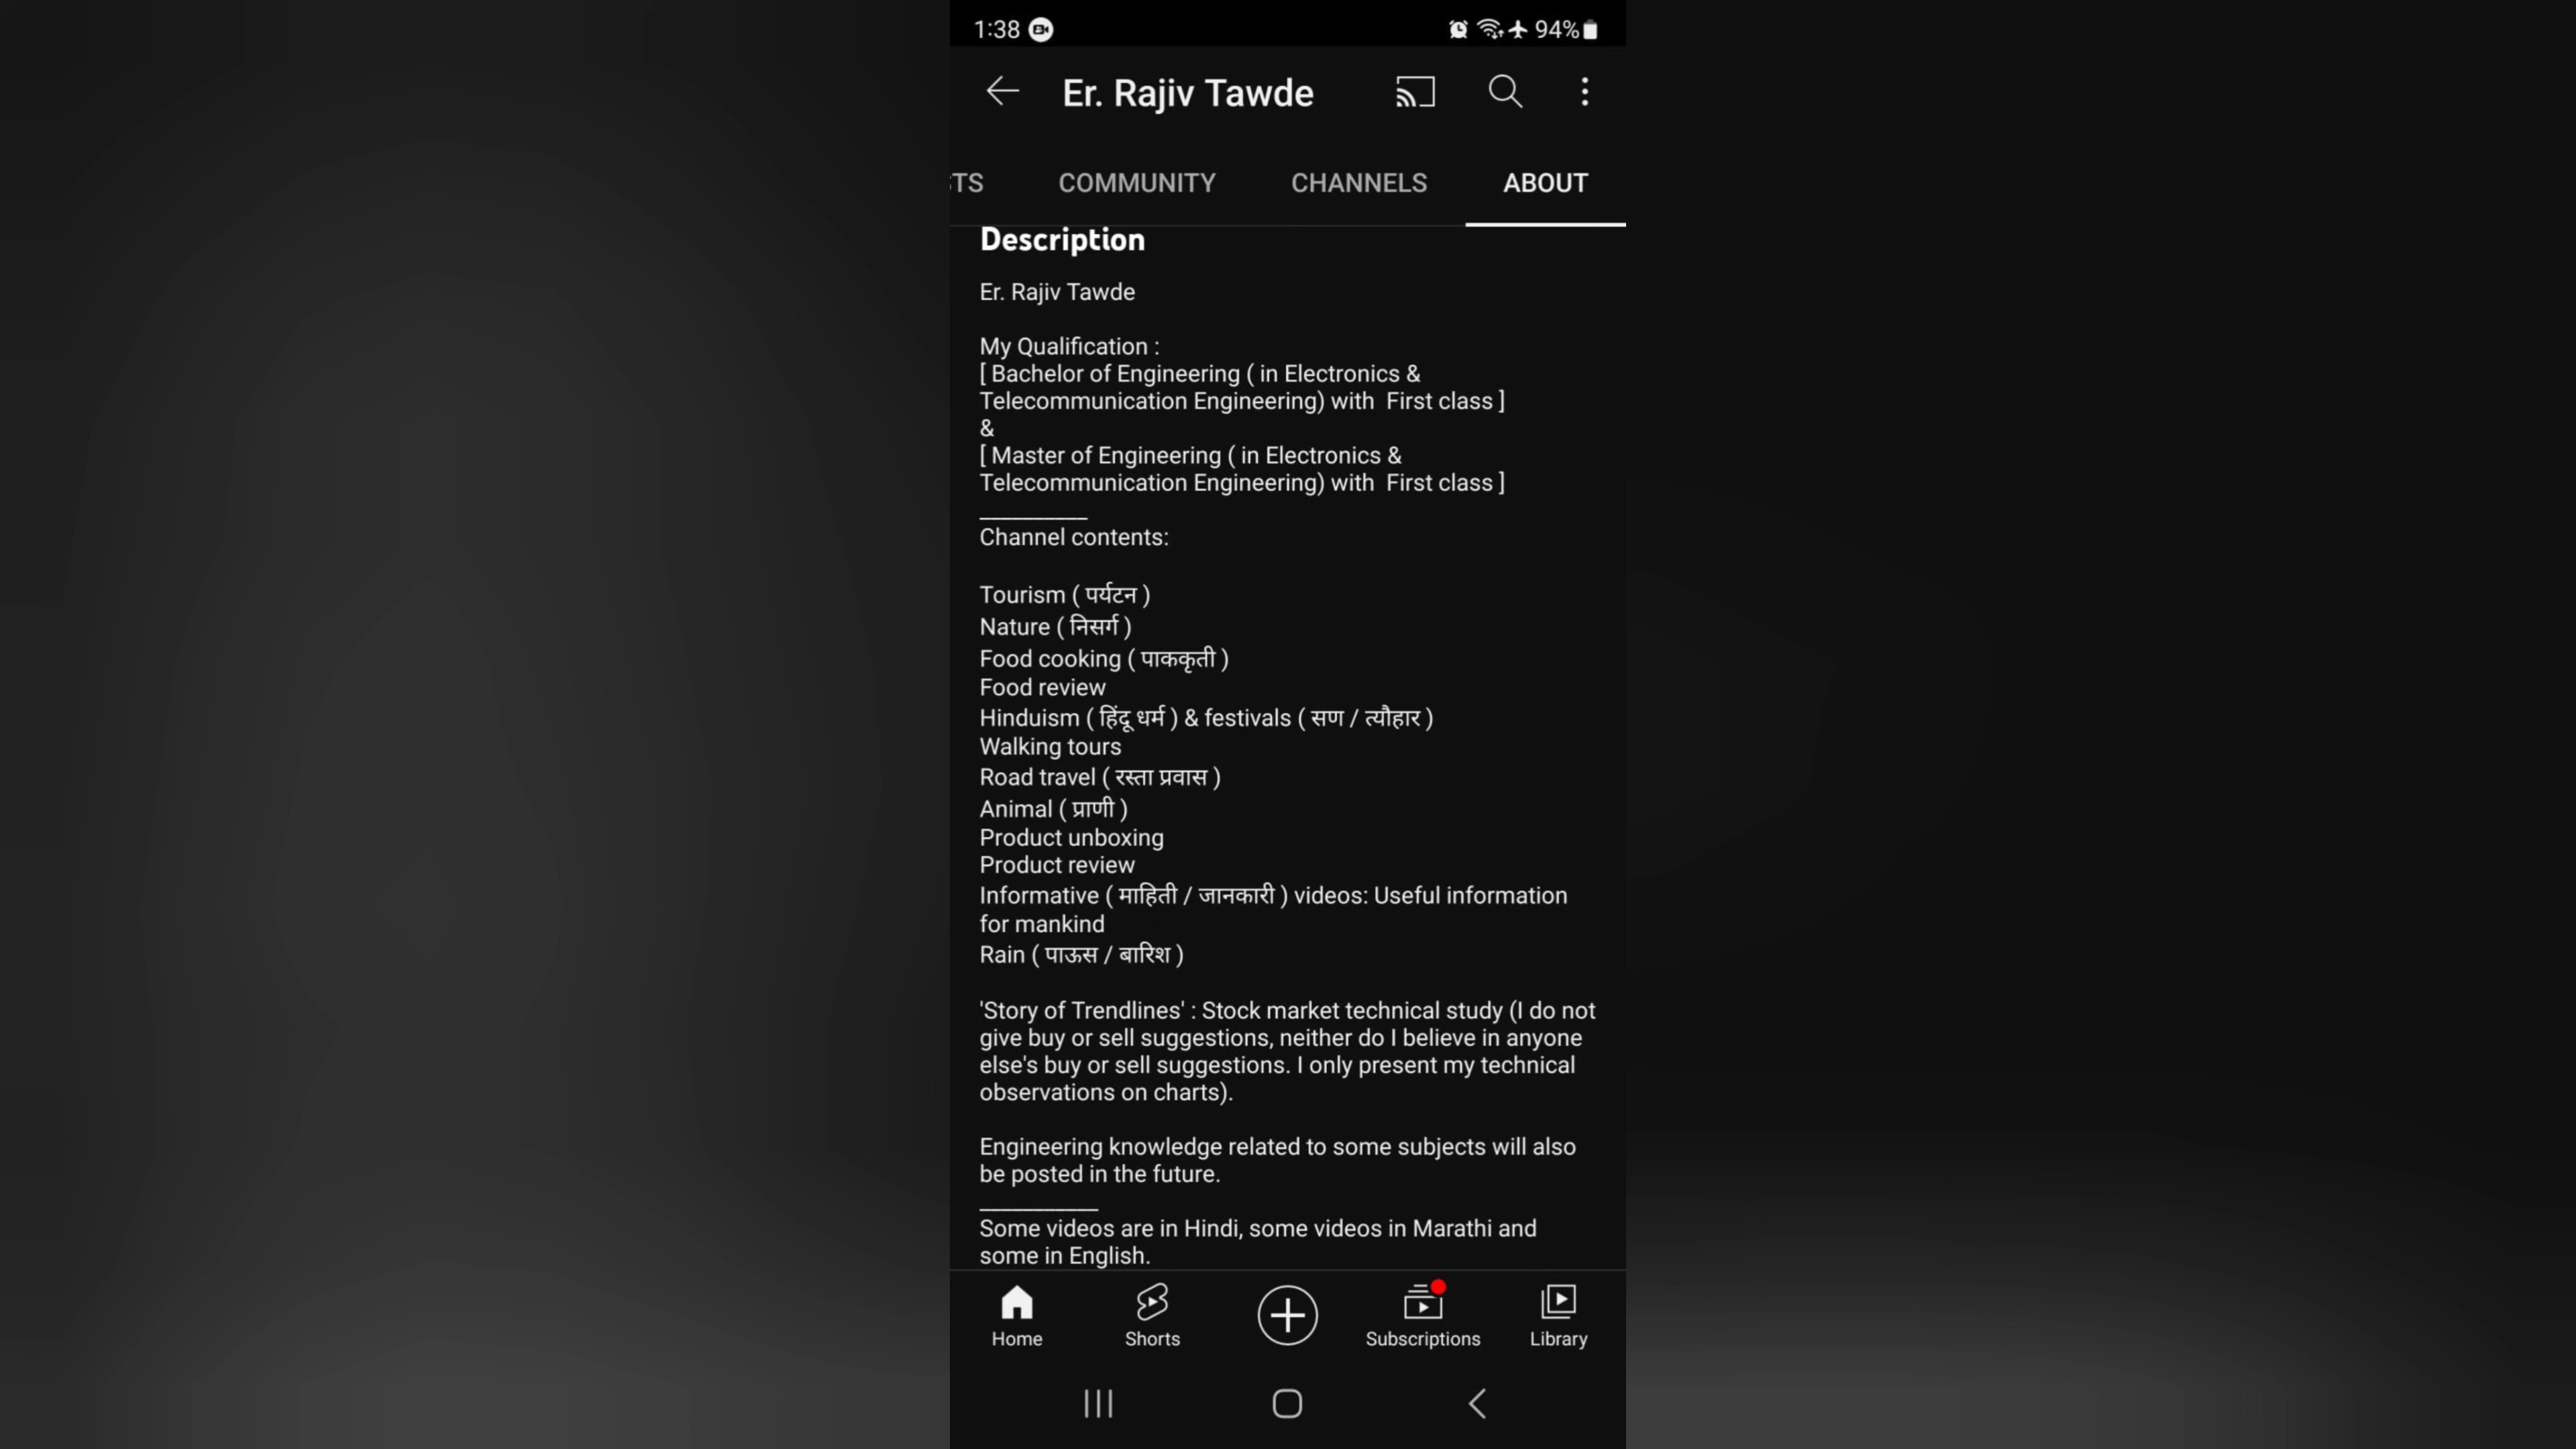 1:38
94%
Er. Rajiv Tawde
TS COMMUNITY CHANNELS ABOUT
Description
Er. Rajiv Tawde
My Qualification :
[ Bachelor of Engineering ( in Electronics &
Telecommunication Engineering) with  First class ]
&
[ Master of Engineering ( in Electronics &
Telecommunication Engineering) with  First class ]
__________
Channel contents:
Tourism ( पर्यटन )
Nature ( निसर्ग )
Food cooking ( पाककृती )
Food review
Hinduism ( हिंदू धर्म ) & festivals ( सण / त्यौहार )
Walking tours
Road travel ( रस्ता प्रवास )
Animal ( प्राणी )
Product unboxing
Product review
Informative ( माहिती / जानकारी ) videos: Useful information
for mankind
Rain ( पाऊस / बारिश )
'Story of Trendlines' : Stock market technical study (I do not
give buy or sell suggestions, neither do I believe in anyone
else's buy or sell suggestions. I only present my technical
observations on charts).
Engineering knowledge related to some subjects will also
be posted in the future.
___________
Some videos are in Hindi, some videos in Marathi and
some in English.
Home Shorts Subscriptions Library